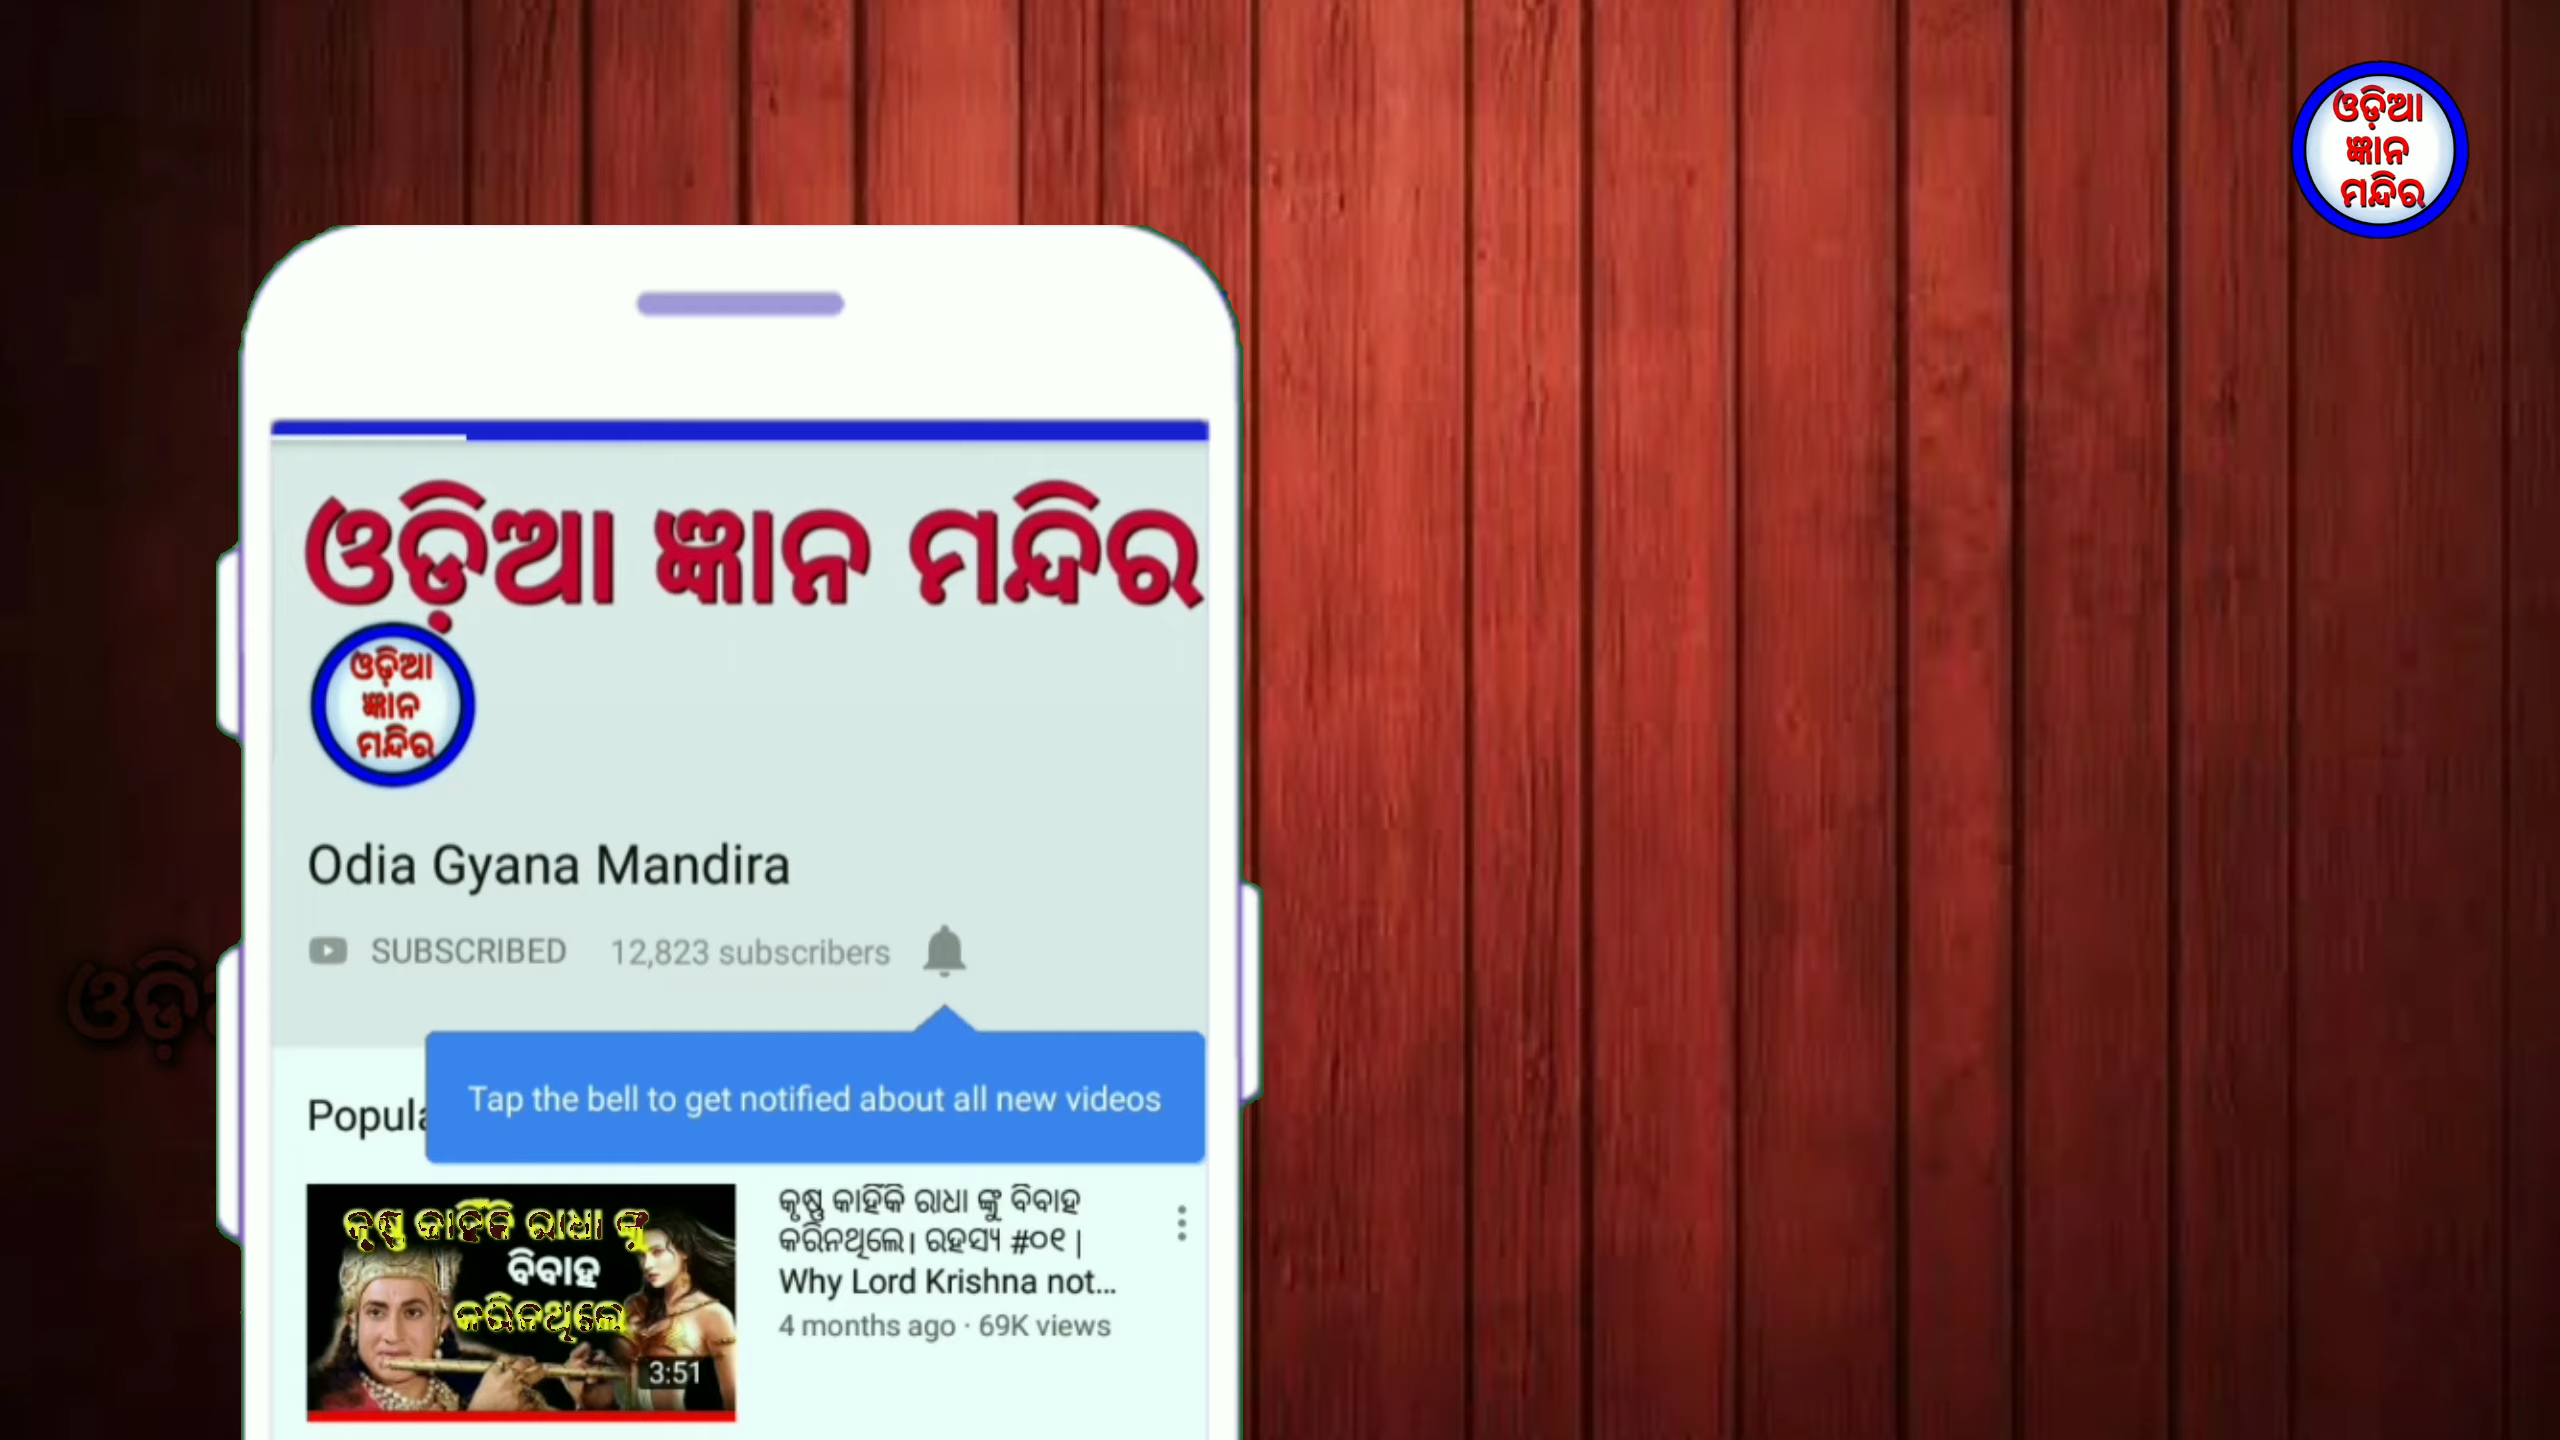 ଓଡ଼ିଆ
ଜ୍ଞାନ
ମନ୍ଦିର
ଓଡ଼ିଆ ଜ୍ଞାନ ମନ୍ଦିର
ଓଡ଼ିଆ
ଜ୍ଞାନ
ମନ୍ଦିର
Odia Gyana Mandira
SUBSCRIBED 12,823 subscribers
Tap the bell to get notified about all new videos
କୃଷ୍ଣ କାହିଁକି ରାଧା ଙ୍କୁ
ବିବାହ
କରିନଥିଲେ
3:51
କୃଷ୍ଣ କାହିଁକି ରାଧା ଙ୍କୁ ବିବାହ
କରିନଥିଲେ। ରହସ୍ୟ #୦୧ |
Why Lord Krishna not...
4 months ago · 69K views